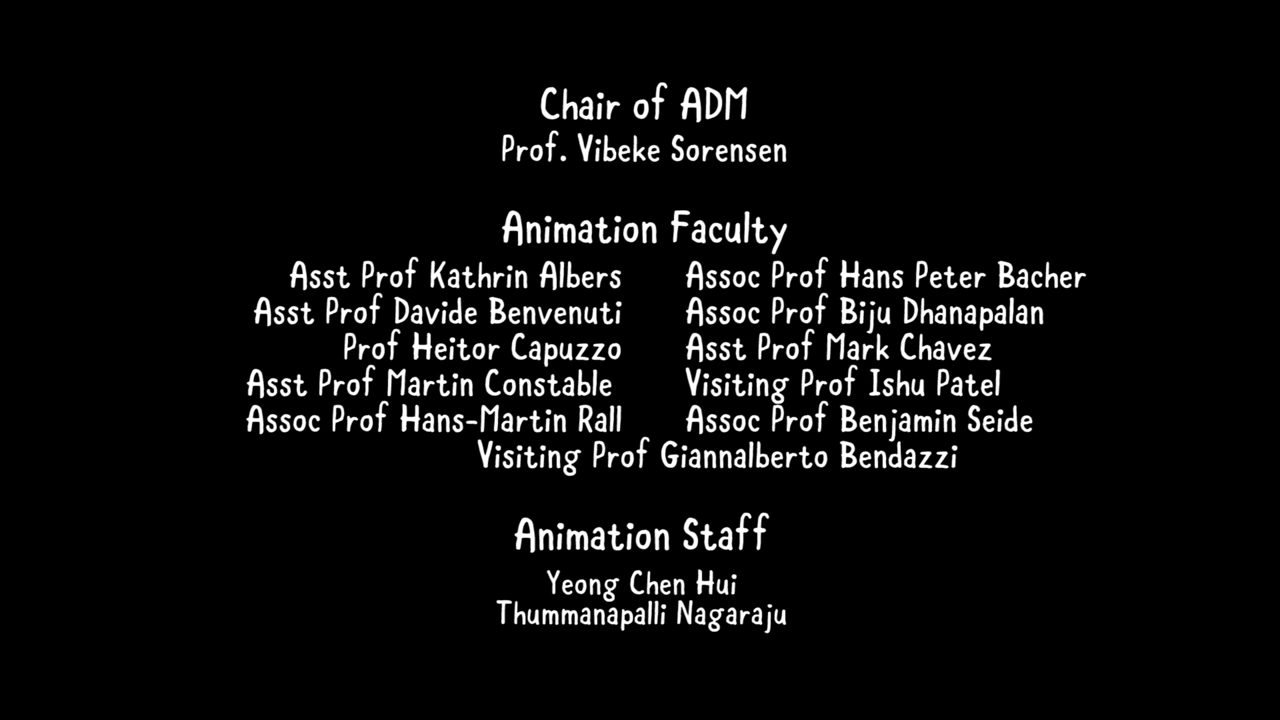 Chair of ADM
Prof. Vibeke Sorensen
Animation Faculty
Asst Prof Kathrin Albers Assoc Prof Hans Peter Bacher
Asst Prof Davide Benvenuti Assoc Prof Biju Dhanapalan
Prof Heitor Capuzzo Asst Prof Mark Chavez
Asst Prof Martin Constable Visiting Prof Ishu Patel
Assoc Prof Hans-Martin Rall Assoc Prof Benjamin Seide
Visiting Prof Giannalberto Bendazzi
Animation Staff
Yeong Chen Hui
Thummanapalli Nagaraju